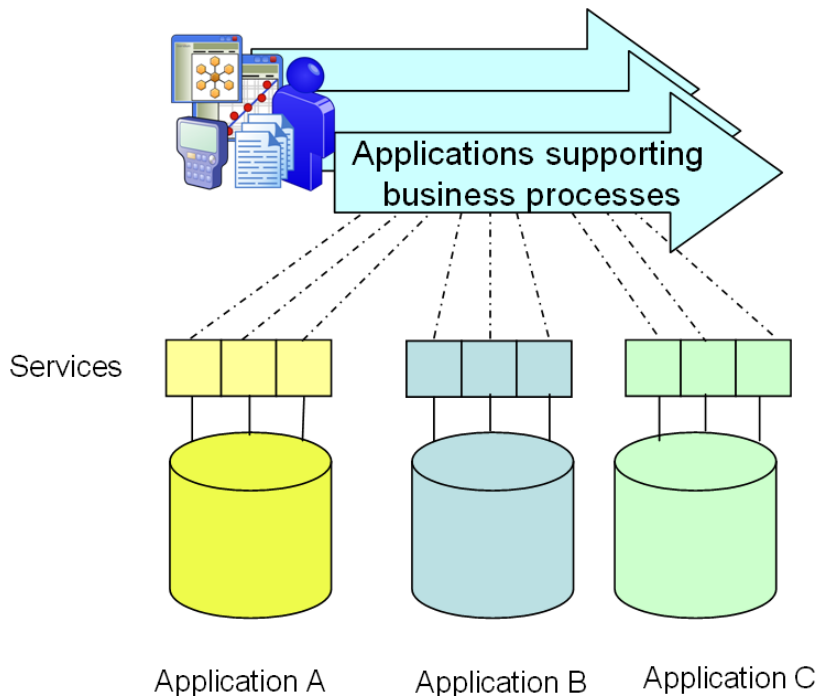 Applications supporting
business processes
Services
Application A
Application B
Application C